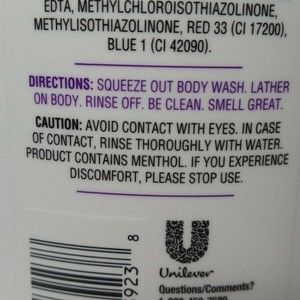 EDTA, METHYLCHLOROISOTHIAZOLINONE,
METHYLISOTHIAZOLINONE, RED 33 (CI 17200),
BLUE 1 (CI 42090).
DIRECTIONS: SQUEEZE OUT BODY WASH. LATHER
ON BODY. RINSE OFF. BE CLEAN. SMELL GREAT.
CAUTION: AVOID CONTACT WITH EYES. IN CASE
OF CONTACT, RINSE THOROUGHLY WITH WATER.
PRODUCT CONTAINS MENTHOL. IF YOU EXPERIENCE
DISCOMFORT, PLEASE STOP USE.
8
923
Unilever
Questions/Comments?